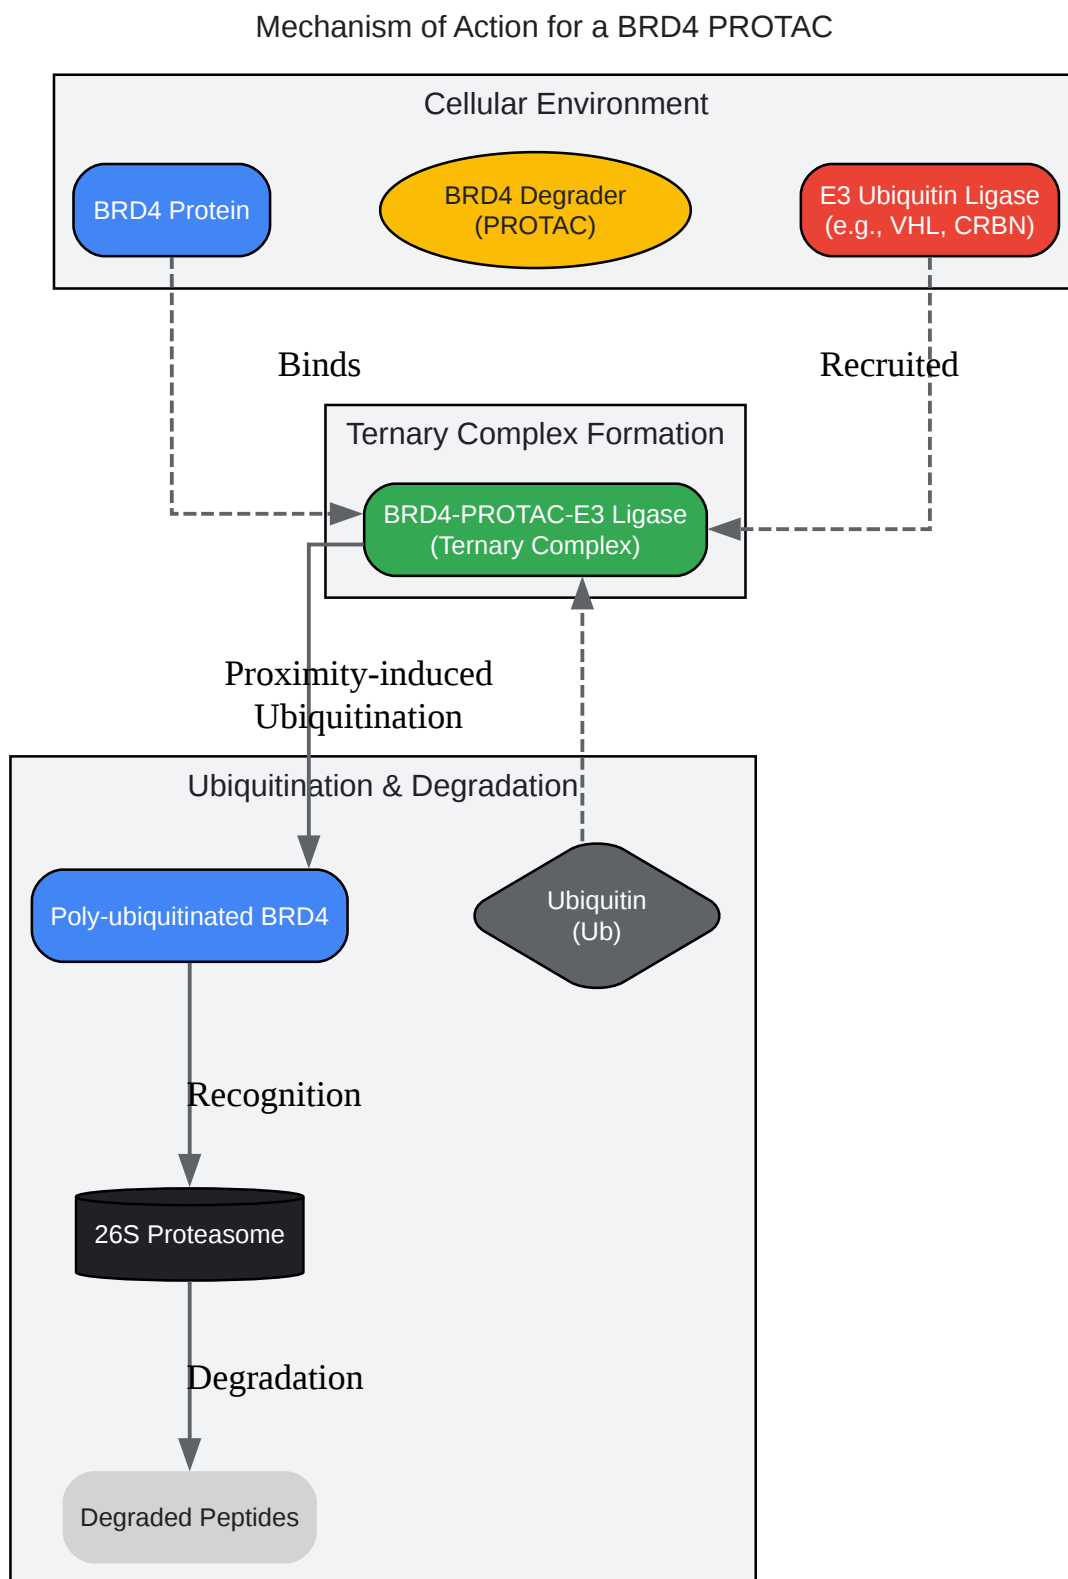 Mechanism of Action for a BRD4 PROTAC
Cellular Environment
BRD4 Protein
BRD4 Degrader
(PROTAC)
E3 Ubiquitin Ligase
(e.g., VHL, CRBN)
Binds
Recruited
Ternary Complex Formation
BRD4-PROTAC-E3 Ligase
(Ternary Complex)
Proximity-induced
Ubiquitination
Ubiquitination & Degradation
Poly-ubiquitinated BRD4
Ubiquitin
(Ub)
Recognition
26S Proteasome
Degradation
Degraded Peptides